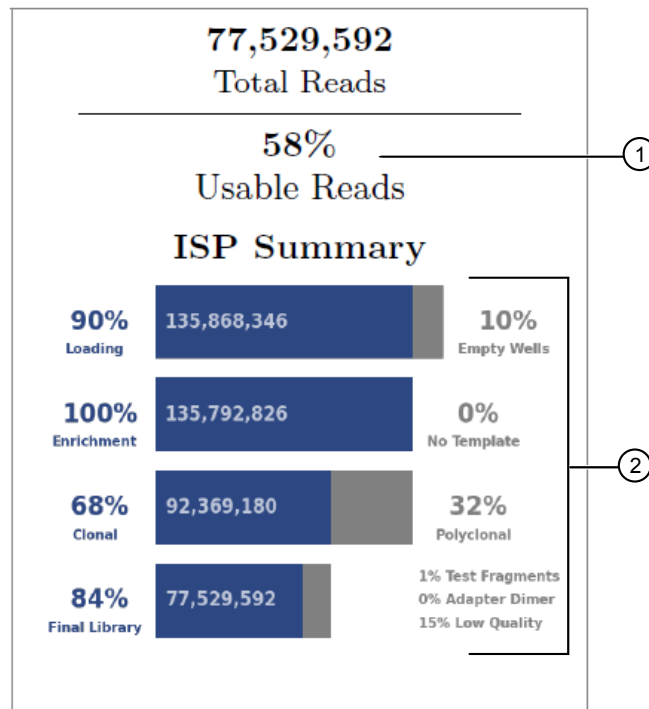 77,529,592
Total Reads
58%
Usable Reads
1
ISP Summary
90%
Loading
135,868,346
10%
Empty Wells
100%
Enrichment
135,792,826
0%
No Template
2
68%
Clonal
92,369,180
32%
Polyclonal
84%
Final Library
77,529,592
1% Test Fragments
0% Adapter Dimer
15% Low Quality